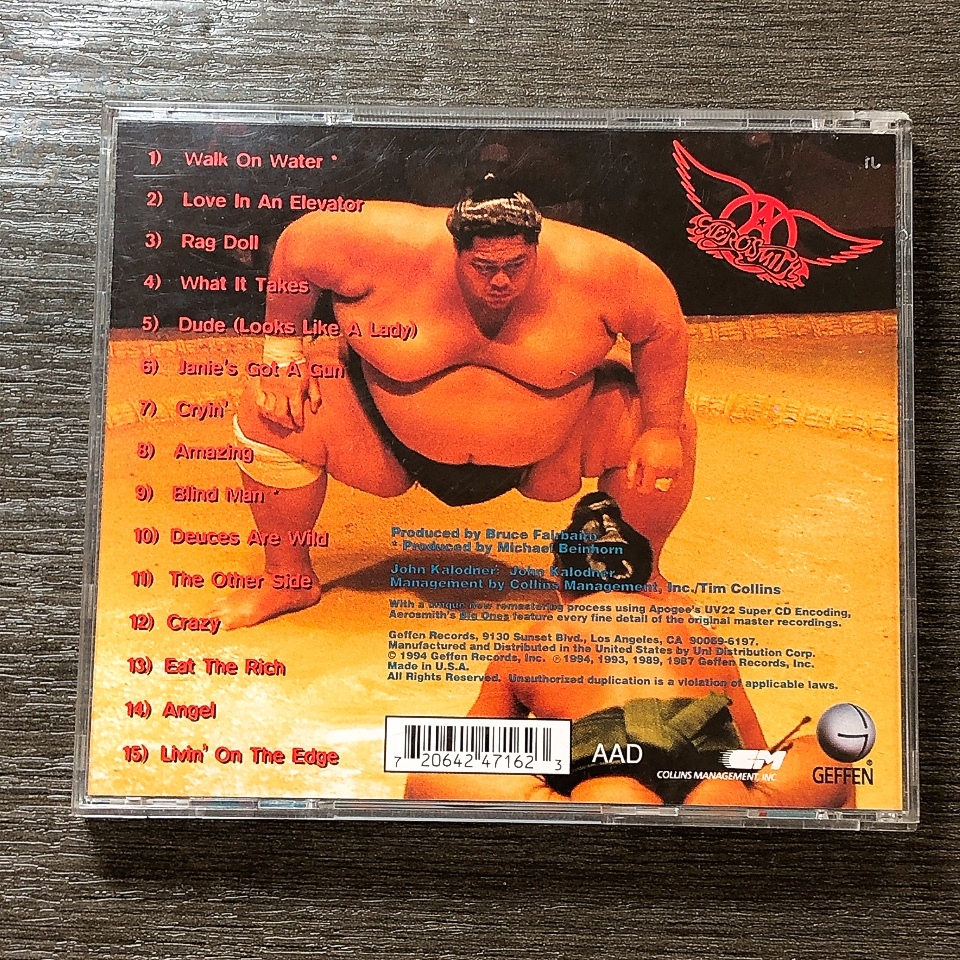 1) Walk On Water *
2) Love In An Elevator
3) Rag Doll
4) What It Takes
5) Dude (Looks Like A Lady)
6) Janie's Got A Gun
7) Cryin'
8) Amazing
9) Blind Man *
10) Deuces Are Wild
11) The Other Side
12) Crazy
13) Eat The Rich
14) Angel
15) Livin' On The Edge
AEROSMITH
Produced by Bruce Fairbairn
* Produced by Michael Beinhorn
John Kalodner: John Kalodner
Management by Collins Management, Inc./Tim Collins
With a unique new remastering process using Apogee's UV22 Super CD Encoding,
Aerosmith's Big Ones feature every fine detail of the original master recordings.
Geffen Records, 9130 Sunset Blvd., Los Angeles, CA 90069-6197.
Manufactured and Distributed in the United States by Uni Distribution Corp.
© 1994 Geffen Records, Inc. ℗ 1994, 1993, 1989, 1987 Geffen Records, Inc.
Made in U.S.A.
All Rights Reserved. Unauthorized duplication is a violation of applicable laws.
7 20642 47162 3
AAD
CM
COLLINS MANAGEMENT, INC.
GEFFEN®